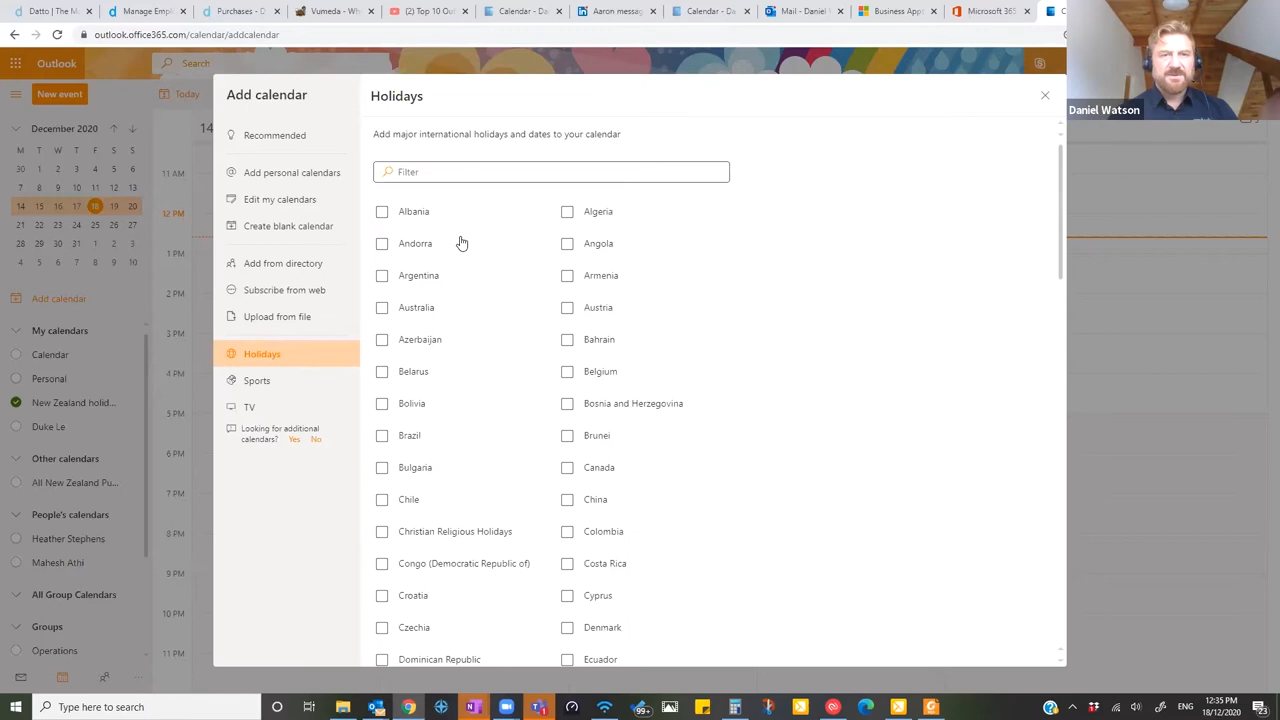 Datto | The M...
Manage Empl...
Purchases - D...
Vumeda - Wh...
(2) Top 10 Out...
Calendar - Da...
Aaron messag...
Calendar - Da...
Mail - Daniel ...
Business Appl...
Microsoft 365
outlook.office365.com/calendar/addcalendar
Outlook
Search
New event
Today
December 2020
M T W T F S S
30 1 2 3 4 5 6
7 8 9 10 11 12 13
14 15 16 17 18 19 20
21 22 23 24 25 26 27
28 29 30 31 1 2 3
4 5 6 7 8 9 10
Add calendar
My calendars
Calendar
Personal
New Zealand holid...
Duke Le
Other calendars
All New Zealand Pu...
People's calendars
Heather Stephens
Mahesh Athi
All Group Calendars
Groups
Operations
14
11 AM
12 PM
1 PM
2 PM
3 PM
4 PM
5 PM
6 PM
7 PM
8 PM
9 PM
10 PM
11 PM
Add calendar
Recommended
Add personal calendars
Edit my calendars
Create blank calendar
Add from directory
Subscribe from web
Upload from file
Holidays
Sports
TV
Looking for additional
calendars? Yes No
Holidays
Add major international holidays and dates to your calendar
Filter
Albania Algeria
Andorra Angola
Argentina Armenia
Australia Austria
Azerbaijan Bahrain
Belarus Belgium
Bolivia Bosnia and Herzegovina
Brazil Brunei
Bulgaria Canada
Chile China
Christian Religious Holidays Colombia
Congo (Democratic Republic of) Costa Rica
Croatia Cyprus
Czechia Denmark
Dominican Republic Ecuador
Daniel Watson
Type here to search
99+
ENG
12:35 PM
18/12/2020
23